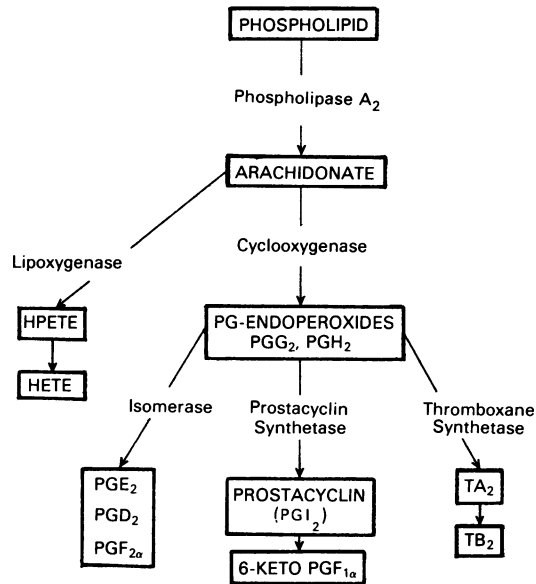 PHOSPHOLIPID
Phospholipase A₂
ARACHIDONATE
Lipoxygenase
Cyclooxygenase
HPETE
HETE
PG-ENDOPEROXIDES
PGG₂, PGH₂
Isomerase
Prostacyclin
Synthetase
Thromboxane
Synthetase
PGE₂
PGD₂
PGF₂α
PROSTACYCLIN
(PGI₂)
6-KETO PGF₁α
TA₂
TB₂